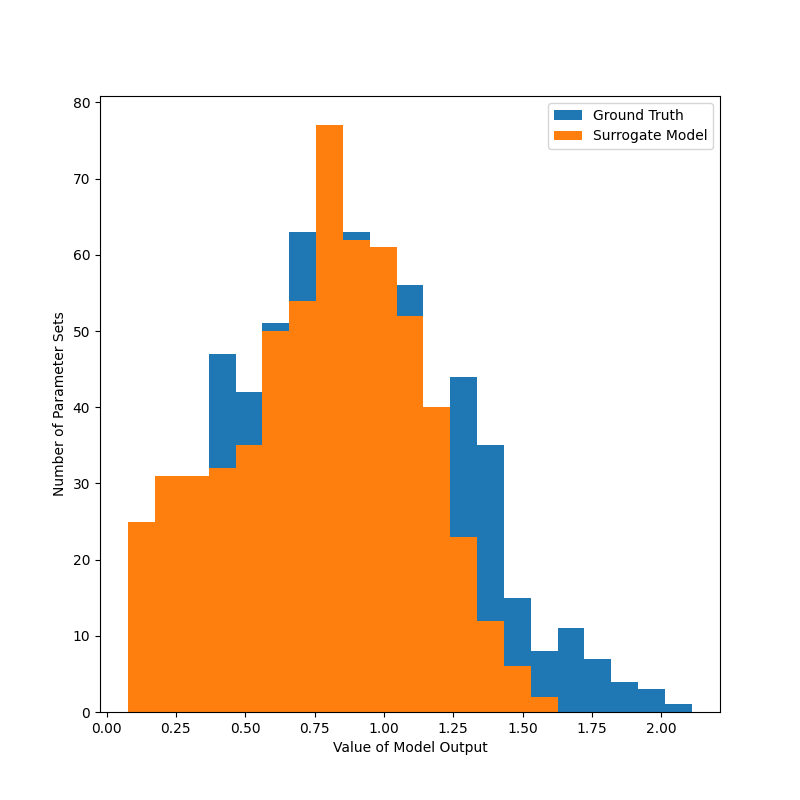 Ground Truth
Surrogate Model
80
70
60
50
40
30
20
10
0
Number of Parameter Sets
0.00 0.25 0.50 0.75 1.00 1.25 1.50 1.75 2.00
Value of Model Output